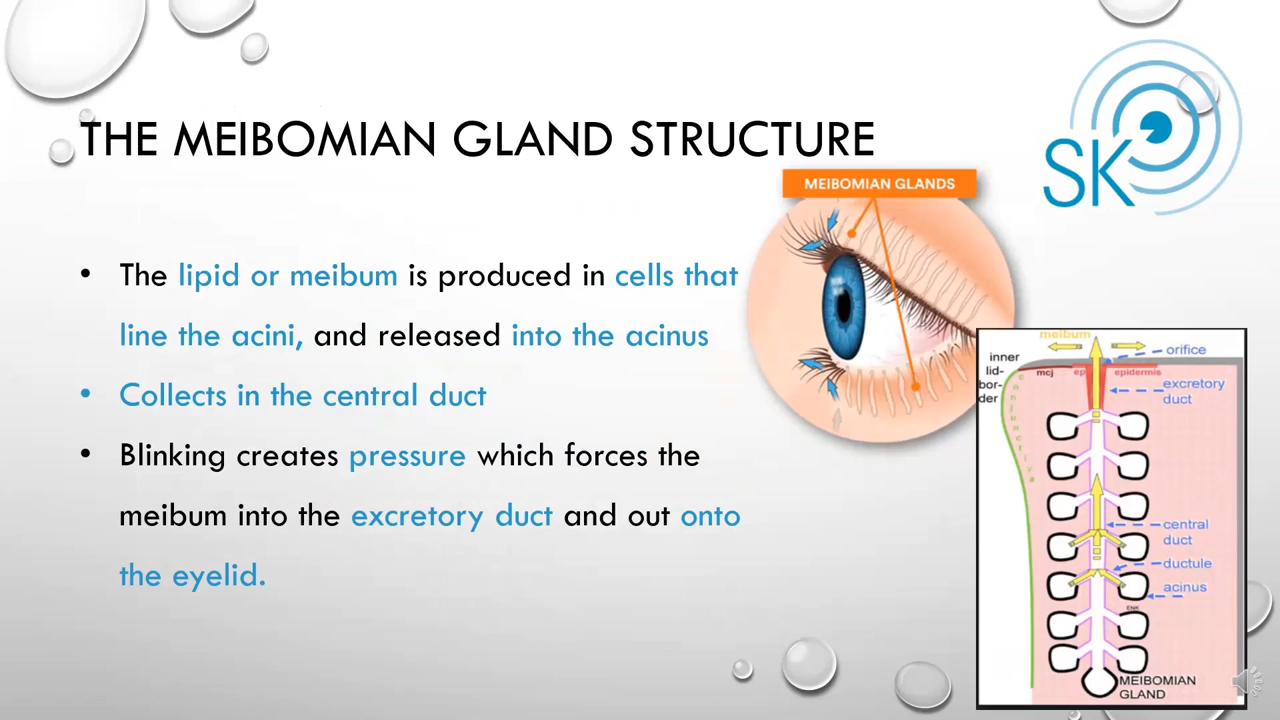 THE MEIBOMIAN GLAND STRUCTURE
SK
MEIBOMIAN GLANDS
• The lipid or meibum is produced in cells that
line the acini, and released into the acinus
• Collects in the central duct
• Blinking creates pressure which forces the
meibum into the excretory duct and out onto
the eyelid.
meibum
orifice
inner
lid-
bor-
der
mcj
ep
epidermis
excretory
duct
conjunctiva
central
duct
ductule
acinus
ENK
MEIBOMIAN
GLAND